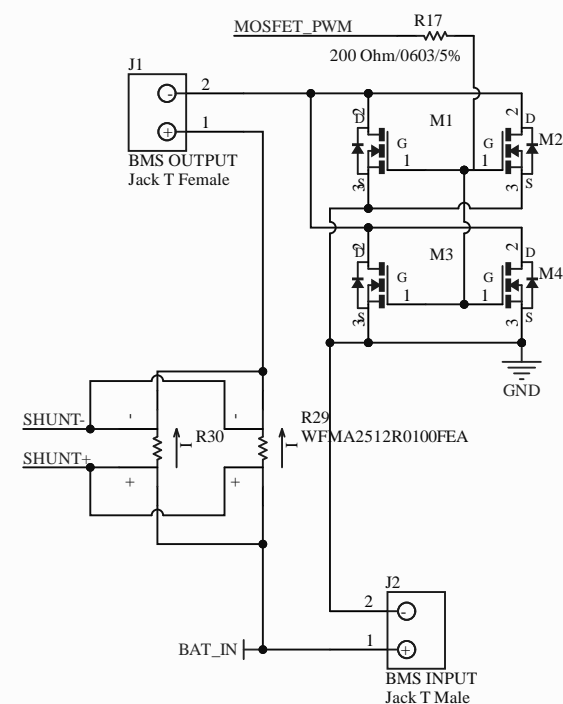 R17
MOSFET_PWM
200 Ohm/0603/5%
J1
2
-
1
+
BMS OUTPUT
Jack T Female
2
D
M1
G
1
3
S
2
D
M2
G
1
3
S
2
D
M3
G
1
3
S
2
D
M4
G
1
3
S
GND
SHUNT-
'
'
R29
R30
I
I
WFMA2512R0100FEA
SHUNT+
+
+
J2
2
-
BAT_IN
1
+
BMS INPUT
Jack T Male